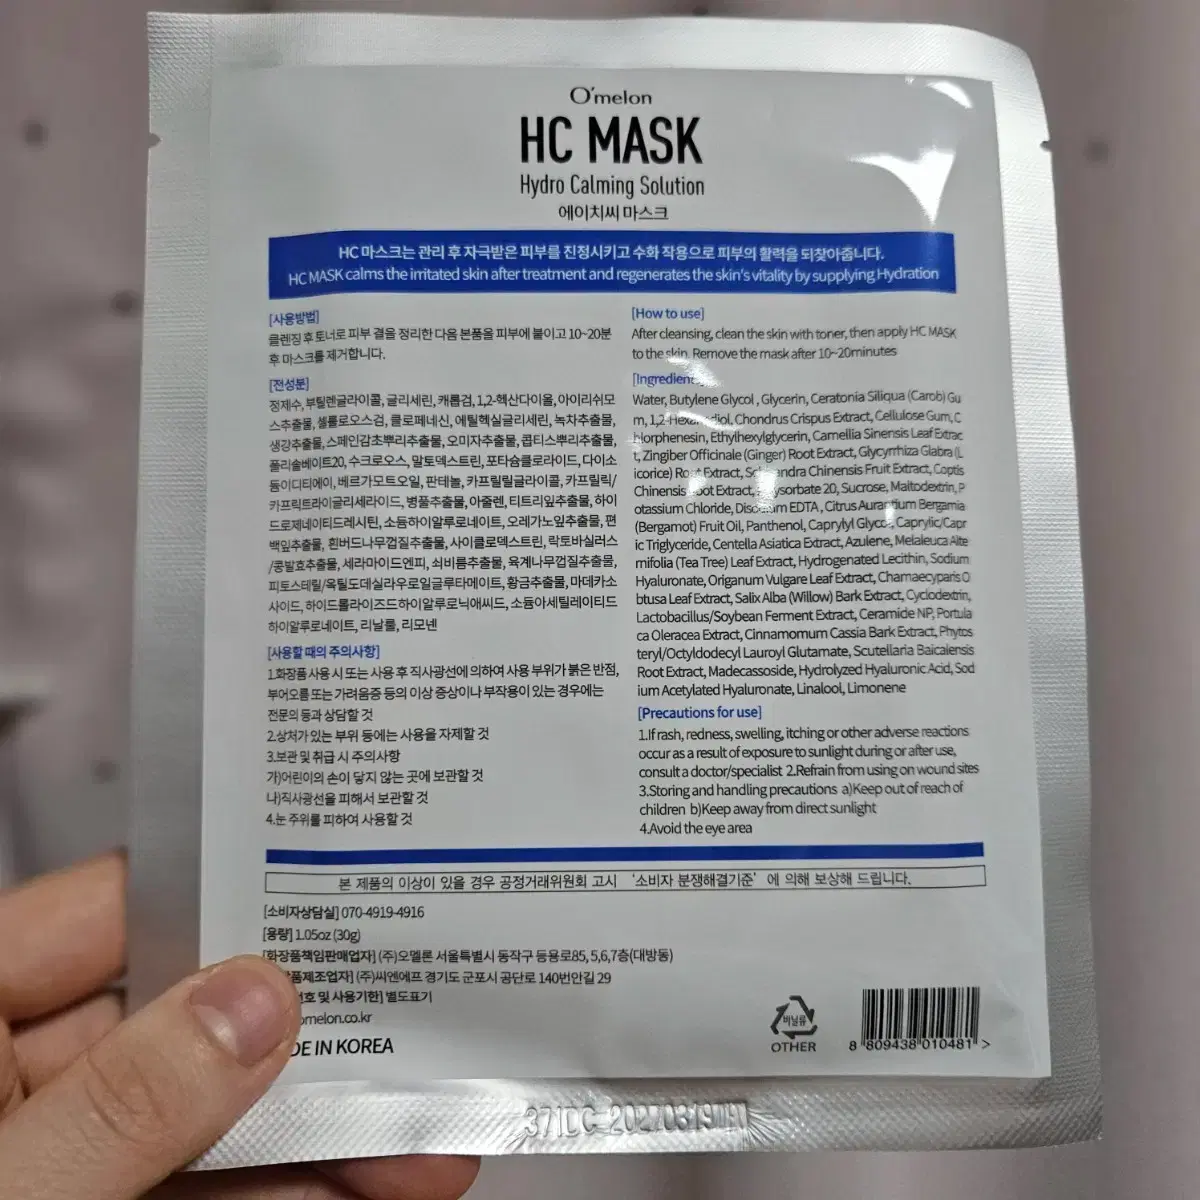 O'melon
HC MASK
Hydro Calming Solution
에이치씨 마스크
HC 마스크는 관리 후 자극받은 피부를 진정시키고 수화 작용으로 피부의 활력을 되찾아줍니다.
HC MASK calms the irritated skin after treatment and regenerates the skin's vitality by supplying Hydration
[사용방법]
클렌징 후 토너로 피부 결을 정리한 다음 본품을 피부에 붙이고 10~20분
후 마스크를 제거합니다.
[전성분]
정제수, 부틸렌글라이콜, 글리세린, 캐롭검, 1,2-헥산다이올, 아이리쉬모
스추출물, 셀룰로오스검, 클로페네신, 에틸헥실글리세린, 녹차추출물,
생강추출물, 스페인감초뿌리추출물, 오미자추출물, 콥티스뿌리추출물,
폴리솔베이트20, 수크로오스, 말토덱스트린, 포타슘클로라이드, 다이소
듐이디티에이, 베르가모트오일, 판테놀, 카프릴릴글라이콜, 카프릴릭/
카프릭트라이글리세라이드, 병풀추출물, 아줄렌, 티트리잎추출물, 하이
드로제네이티드레시틴, 소듐하이알루로네이트, 오레가노잎추출물, 편
백잎추출물, 흰버드나무껍질추출물, 사이클로덱스트린, 락토바실러스
/콩발효추출물, 세라마이드엔피, 쇠비름추출물, 육계나무껍질추출물,
피토스테릴/옥틸도데실라우로일글루타메이트, 황금추출물, 마데카소
사이드, 하이드롤라이즈드하이알루로닉애씨드, 소듐아세틸레이티드
하이알루로네이트, 리날룰, 리모넨
[사용할 때의 주의사항]
1.화장품 사용 시 또는 사용 후 직사광선에 의하여 사용 부위가 붉은 반점,
부어오름 또는 가려움증 등의 이상 증상이나 부작용이 있는 경우에는
전문의 등과 상담할 것
2.상처가 있는 부위 등에는 사용을 자제할 것
3.보관 및 취급 시 주의사항
가)어린이의 손이 닿지 않는 곳에 보관할 것
나)직사광선을 피해서 보관할 것
4.눈 주위를 피하여 사용할 것
[How to use]
After cleansing, clean the skin with toner, then apply HC MASK
to the skin. Remove the mask after 10~20minutes
[Ingredien
Water, Butylene Glycol , Glycerin, Ceratonia Siliqua (Carob) Gu
m, 1,2-Hexanediol, Chondrus Crispus Extract, Cellulose Gum, C
hlorphenesin, Ethylhexylglycerin, Camellia Sinensis Leaf Extrac
t, Zingiber Officinale (Ginger) Root Extract, Glycyrrhiza Glabra (L
icorice) Root Extract, Schisandra Chinensis Fruit Extract, Coptis
Chinensis Root Extract, Polysorbate 20, Sucrose, Maltodextrin, P
otassium Chloride, Disodium EDTA , Citrus Aurantium Bergamia
(Bergamot) Fruit Oil, Panthenol, Caprylyl Glycol, Caprylic/Capr
ic Triglyceride, Centella Asiatica Extract, Azulene, Melaleuca Alte
rnifolia (Tea Tree) Leaf Extract, Hydrogenated Lecithin, Sodium
Hyaluronate, Origanum Vulgare Leaf Extract, Chamaecyparis O
btusa Leaf Extract, Salix Alba (Willow) Bark Extract, Cyclodextrin,
Lactobacillus/Soybean Ferment Extract, Ceramide NP, Portula
ca Oleracea Extract, Cinnamomum Cassia Bark Extract, Phytos
teryl/Octyldodecyl Lauroyl Glutamate, Scutellaria Baicalensis
Root Extract, Madecassoside, Hydrolyzed Hyaluronic Acid, Sod
ium Acetylated Hyaluronate, Linalool, Limonene
[Precautions for use]
1.If rash, redness, swelling, itching or other adverse reactions
occur as a result of exposure to sunlight during or after use,
consult a doctor/specialist 2.Refrain from using on wound sites
3.Storing and handling precautions a)Keep out of reach of
children b)Keep away from direct sunlight
4.Avoid the eye area
본 제품의 이상이 있을 경우 공정거래위원회 고시 '소비자 분쟁해결기준' 에 의해 보상해 드립니다.
[소비자상담실] 070-4919-4916
[용량] 1.05oz (30g)
[화장품책임판매업자] (주)오멜론 서울특별시 동작구 등용로85, 5,6,7층(대방동)
품제조업자] (주)씨엔에프 경기도 군포시 공단로 140번안길 29
호 및 사용기한] 별도표기
omelon.co.kr
DE IN KOREA
비닐류
OTHER
8 809438 010481 >
371DC 20270319